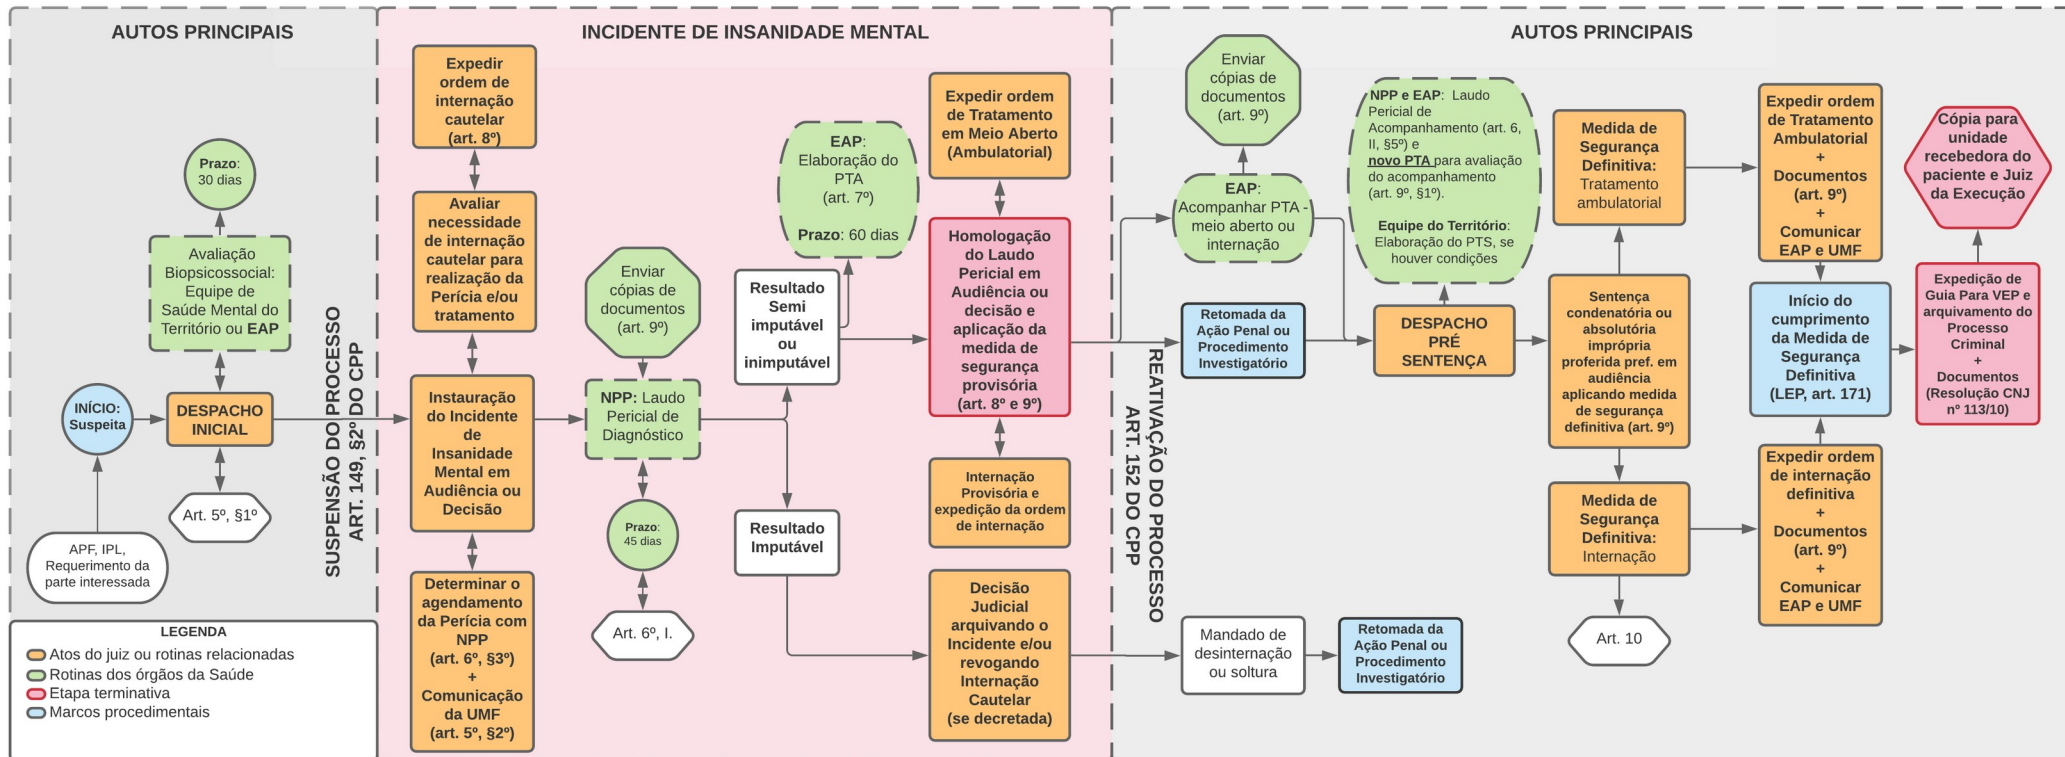 AUTOS PRINCIPAIS
Prazo:
30 dias
Avaliação
Biopsicossocial:
Equipe de
Saúde Mental do
Território ou EAP
INÍCIO:
Suspeita
DESPACHO
INICIAL
Art. 5º, §1º
APF, IPL,
Requerimento da
parte interessada
SUSPENSÃO DO PROCESSO
ART. 149, §2º DO CPP
LEGENDA
Atos do juiz ou rotinas relacionadas
Rotinas dos órgãos da Saúde
Etapa terminativa
Marcos procedimentais
INCIDENTE DE INSANIDADE MENTAL
Expedir
ordem de
internação
cautelar
(art. 8º)
Avaliar
necessidade
de internação
cautelar para
realização da
Perícia e/ou
tratamento
Instauração
do Incidente
de
Insanidade
Mental em
Audiência ou
Decisão
Determinar o
agendamento
da Perícia com
NPP
(art. 6º, §3º)
+
Comunicação
da UMF
(art. 5º, §2º)
Enviar
cópias de
documentos
(art. 9º)
NPP: Laudo
Pericial de
Diagnóstico
Prazo:
45 dias
Art. 6º, I.
EAP:
Elaboração do
PTA
(art. 7º)
Prazo: 60 dias
Resultado
Semi
imputável
ou
inimputável
Resultado
Imputável
Expedir ordem
de Tratamento
em Meio Aberto
(Ambulatorial)
Homologação
do Laudo
Pericial em
Audiência ou
decisão e
aplicação da
medida de
segurança
provisória
(art. 8º e 9º)
Internação
Provisória e
expedição da ordem
de internação
Decisão
Judicial
arquivando o
Incidente e/ou
revogando
Internação
Cautelar
(se decretada)
REATIVAÇÃO DO PROCESSO
ART. 152 DO CPP
AUTOS PRINCIPAIS
Enviar
cópias de
documentos
(art. 9º)
EAP:
Acompanhar PTA -
meio aberto ou
internação
Retomada da
Ação Penal ou
Procedimento
Investigatório
Mandado de
desinternação
ou soltura
Retomada da
Ação Penal ou
Procedimento
Investigatório
NPP e EAP: Laudo
Pericial de
Acompanhamento (art. 6,
II, §5º) e
novo PTA para avaliação
do acompanhamento
(art. 9º, §1º).
Equipe do Território:
Elaboração do PTS, se
houver condições
DESPACHO
PRÉ
SENTENÇA
Medida de
Segurança
Definitiva:
Tratamento
ambulatorial
Sentença
condenatória ou
absolutória
imprópria
proferida pref. em
audiência
aplicando medida
de segurança
definitiva (art. 9º)
Medida de
Segurança
Definitiva:
Internação
Art. 10
Expedir ordem
de Tratamento
Ambulatorial
+
Documentos
(art. 9º)
+
Comunicar
EAP e UMF
Início do
cumprimento
da Medida de
Segurança
Definitiva
(LEP, art. 171)
Expedir ordem
de internação
definitiva
+
Documentos
(art. 9º)
+
Comunicar
EAP e UMF
Cópia para
unidade
recebedora do
paciente e Juiz
da Execução
Expedição de
Guia Para VEP e
arquivamento do
Processo
Criminal
+
Documentos
(Resolução CNJ
nº 113/10)